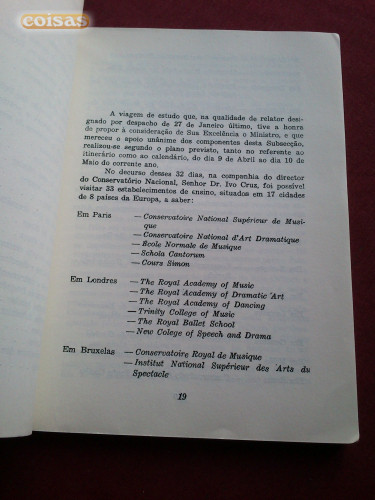 coisas
A viagem de estudo que, na qualidade de relator desi-
gnado por despacho de 27 de Janeiro último, tive a honra
de propor à consideração de Sua Excelência o Ministro, e que
mereceu o apoio unânime dos componentes desta Subsecção,
realizou-se segundo o plano previsto, tanto no referente ao
itinerário como ao calendário, do dia 9 de Abril ao dia 10 de
Maio do corrente ano.
No decurso desses 32 dias, na companhia do director
do Conservatório Nacional, Senhor Dr. Ivo Cruz, foi possível
visitar 33 estabelecimentos de ensino, situados em 17 cidades
de 8 países da Europa, a saber:
Em Paris — Conservatoire National Supérieur de Musi-
que
— Conservatoire National d'Art Dramatique
— École Normale de Musique
— Schola Cantorum
— Cours Simon
Em Londres — The Royal Academy of Music
— The Royal Academy of Dramatic Art
— The Royal Academy of Dancing
— Trinity College of Music
— The Royal Ballet School
— New Colege of Speech and Drama
Em Bruxelas — Conservatoire Royal de Musique
— Institut National Supérieur des Arts du
Spectacle
19